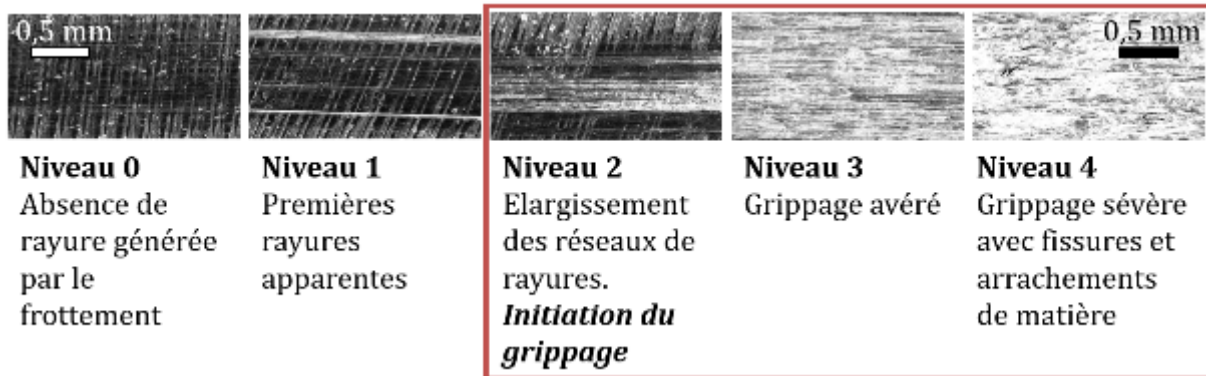 0,5 mm
0,5 mm
Niveau 0
Absence de
rayure générée
par le
frottement
Niveau 1
Premières
rayures
apparentes
Niveau 2
Elargissement
des réseaux de
rayures.
Initiation du
grippage
Niveau 3
Grippage avéré
Niveau 4
Grippage sévère
avec fissures et
arrachements
de matière